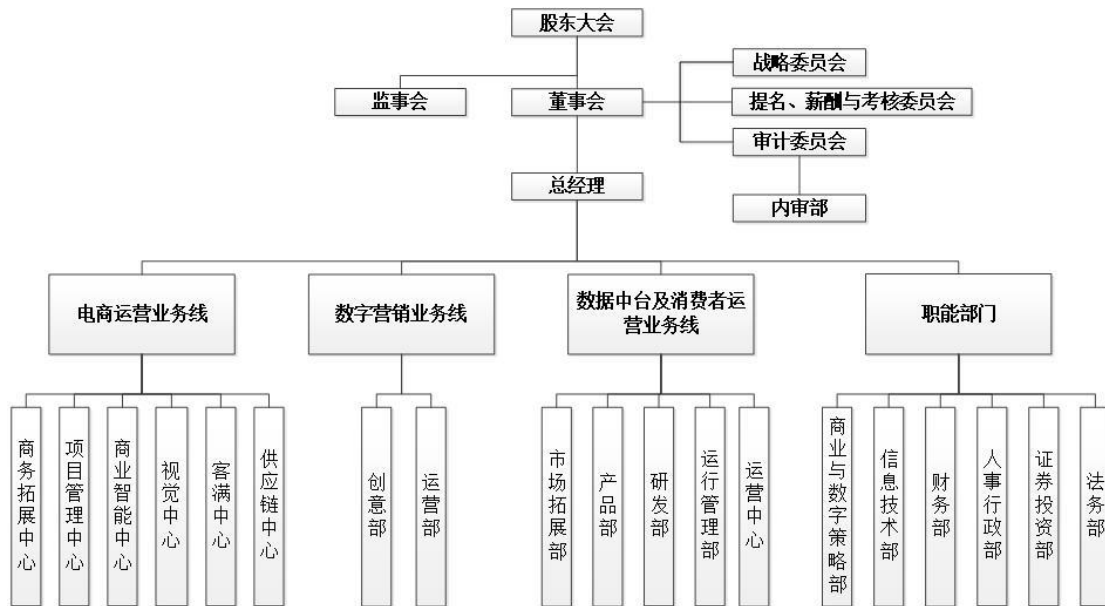 股东大会
战略委员会
监事会
董事会
提名、薪酬与考核委员会
审计委员会
总经理
内审部
电商运营业务线
数字营销业务线
数据中台及消费者运
营业务线
职能部门
商务拓展中心
项目管理中心
商业智能中心
视觉中心
客满中心
供应链中心
创意部
运营部
市场拓展部
产品部
研发部
运行管理部
运营中心
商业与数字策略部
信息技术部
财务部
人事行政部
证券投资部
法务部